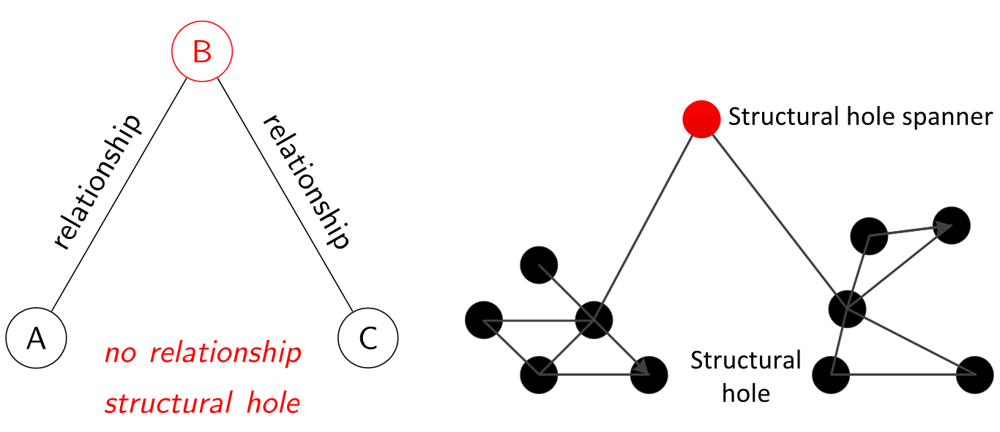 B
relationship
relationship
A
C
no relationship
structural hole
Structural hole spanner
Structural
hole